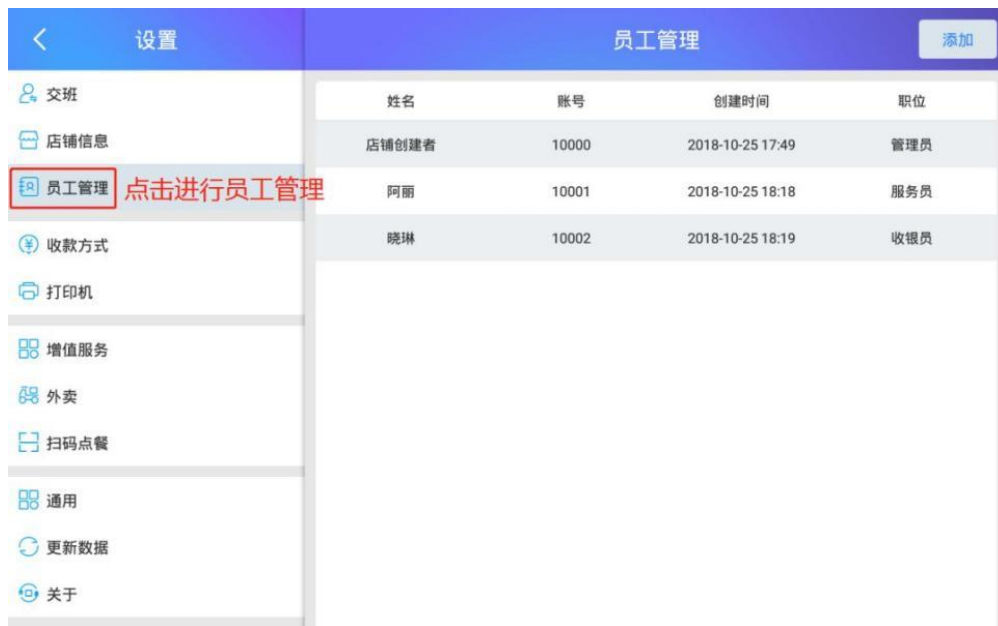 设置
员工管理
添加
交班
店铺信息
员工管理
点击进行员工管理
收款方式
打印机
增值服务
外卖
扫码点餐
通用
更新数据
关于
姓名 账号 创建时间 职位
店铺创建者 10000 2018-10-25 17:49 管理员
阿丽 10001 2018-10-25 18:18 服务员
晓琳 10002 2018-10-25 18:19 收银员